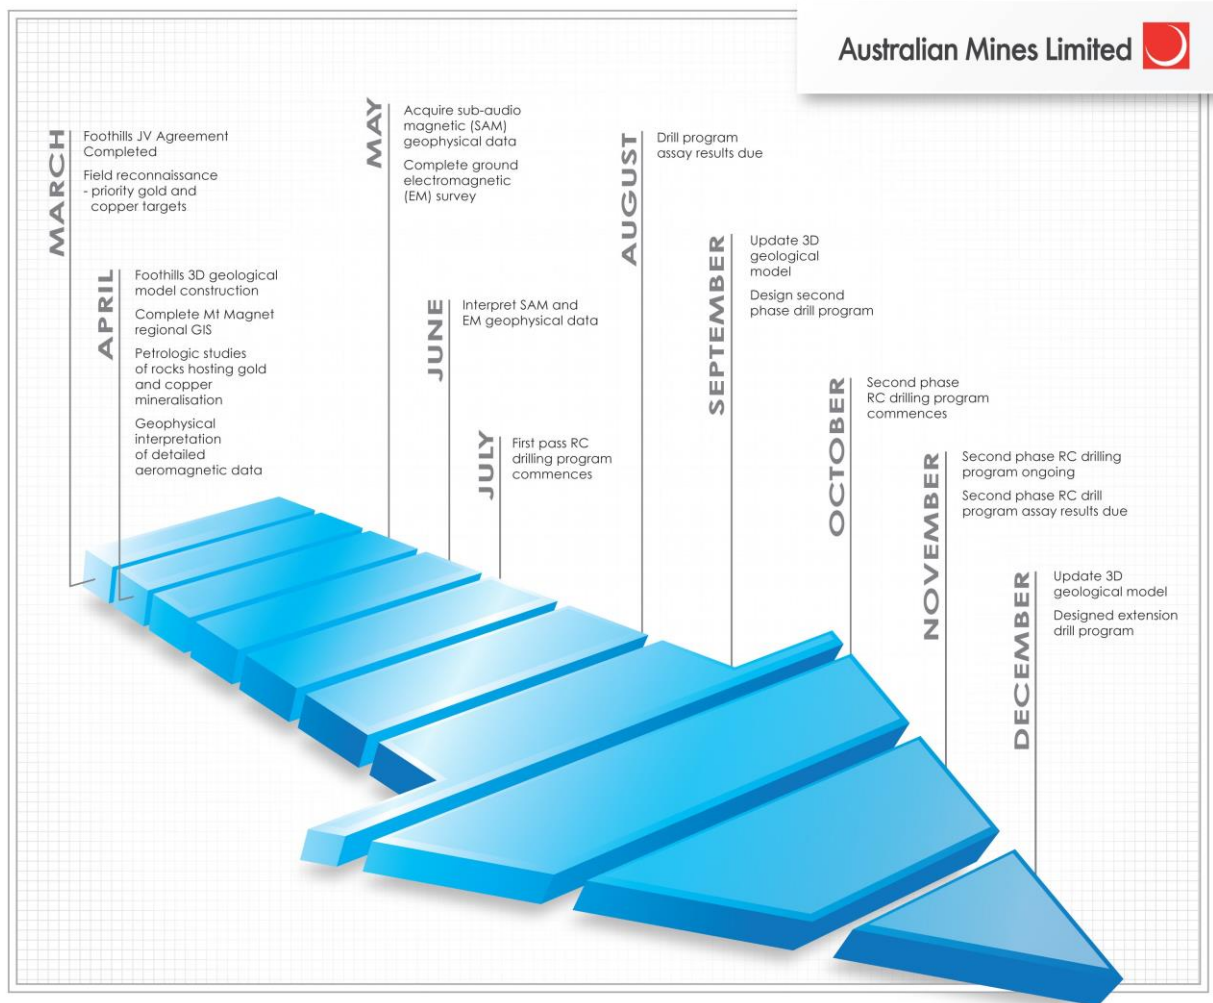 Australian Mines Limited
MARCH
Foothills JV Agreement
Completed
Field reconnaissance
- priority gold and
copper targets
APRIL
Foothills 3D geological
model construction
Complete Mt Magnet
regional GIS
Petrologic studies
of rocks hosting gold
and copper
mineralisation
Geophysical
interpretation
of detailed
aeromagnetic data
MAY
Acquire sub-audio
magnetic (SAM)
geophysical data
Complete ground
electromagnetic
(EM) survey
JUNE
Interpret SAM and
EM geophysical data
JULY
First pass RC
drilling program
commences
AUGUST
Drill program
assay results due
SEPTEMBER
Update 3D
geological
model
Design second
phase drill program
OCTOBER
Second phase
RC drilling program
commences
NOVEMBER
Second phase RC drilling
program ongoing
Second phase RC drill
program assay results due
DECEMBER
Update 3D
geological model
Designed extension
drill program